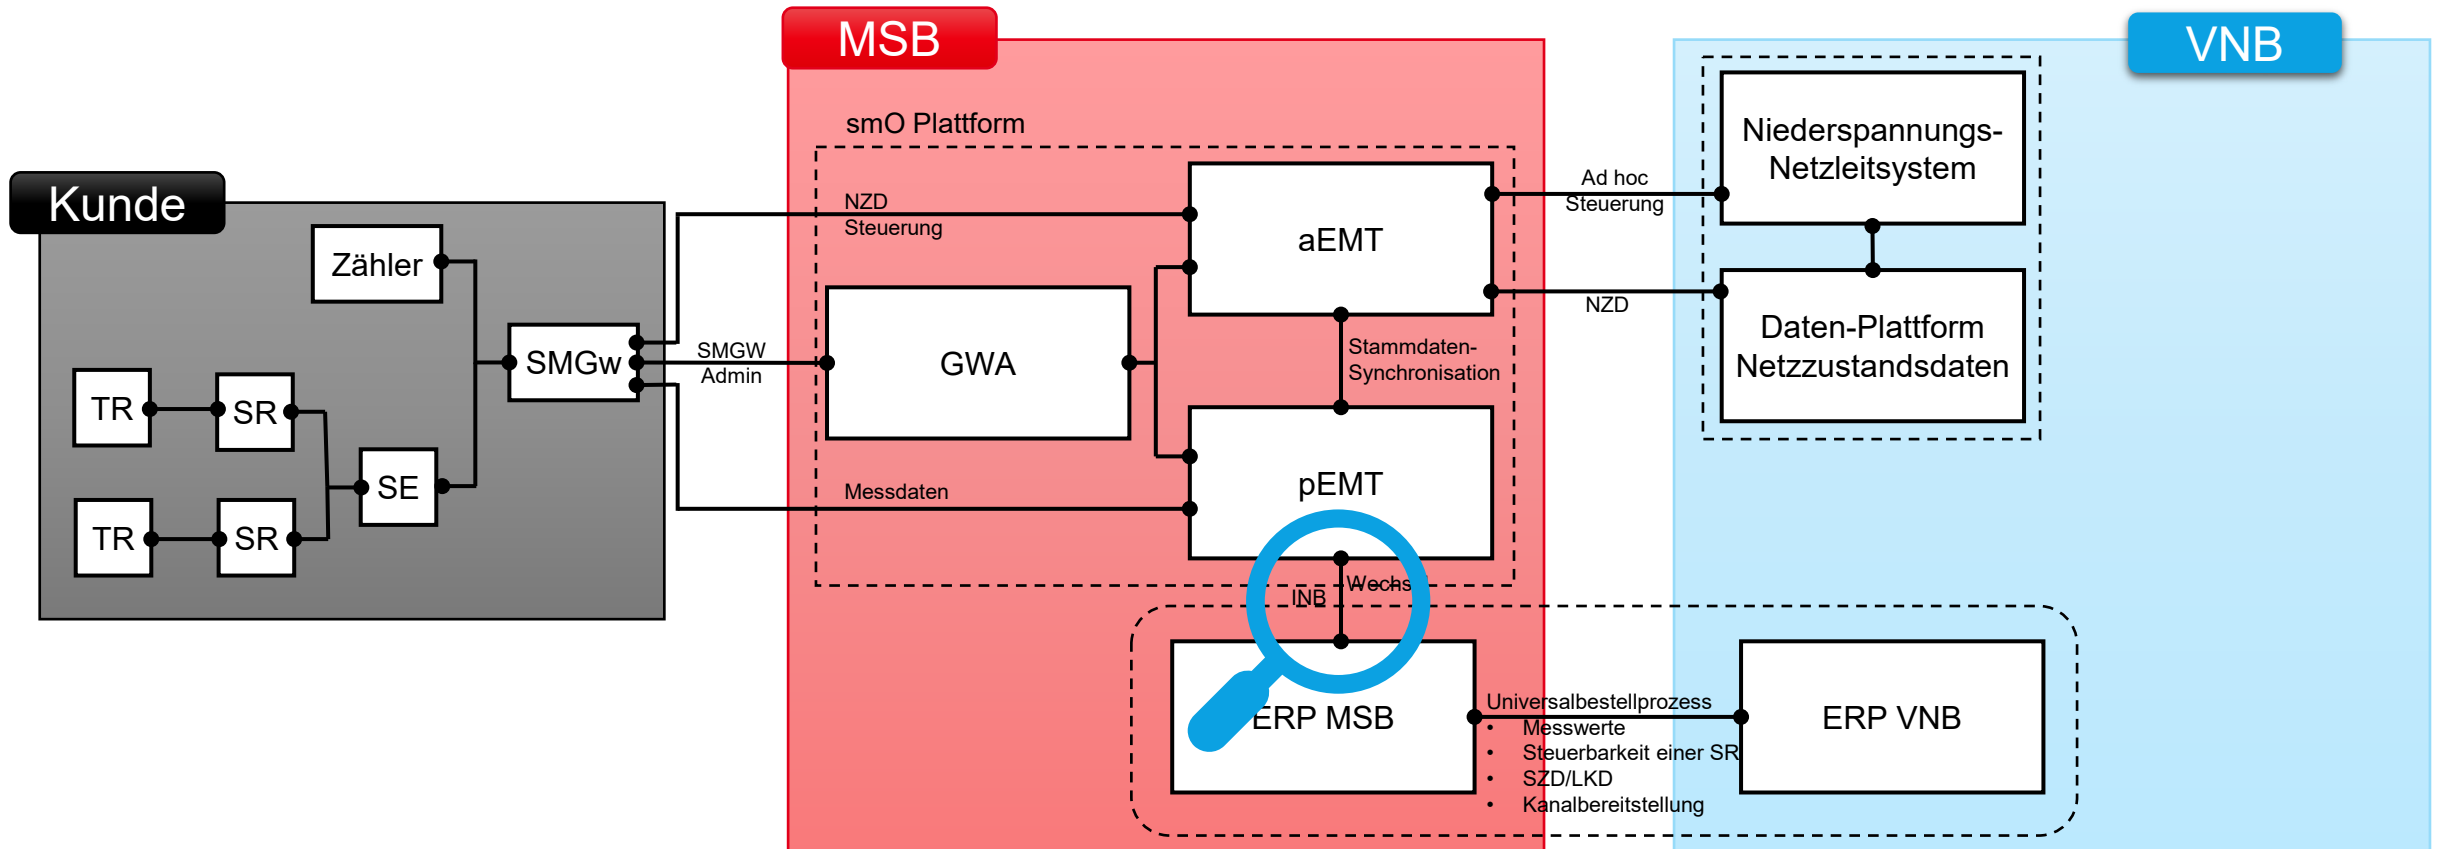 MSB
VNB
Kunde
smO Plattform
Zähler
SMGw
TR
SR
SE
TR
SR
NZD
Steuerung
SMGW
Admin
Messdaten
GWA
aEMT
Stammdaten-
Synchronisation
pEMT
INB
ERP MSB
Ad hoc
Steuerung
NZD
Niederspannungs-
Netzleitsystem
Daten-Plattform
Netzzustandsdaten
Universalbestellprozess
• Messwerte
• Steuerbarkeit einer SR
• SZD/LKD
• Kanalbereitstellung
ERP VNB